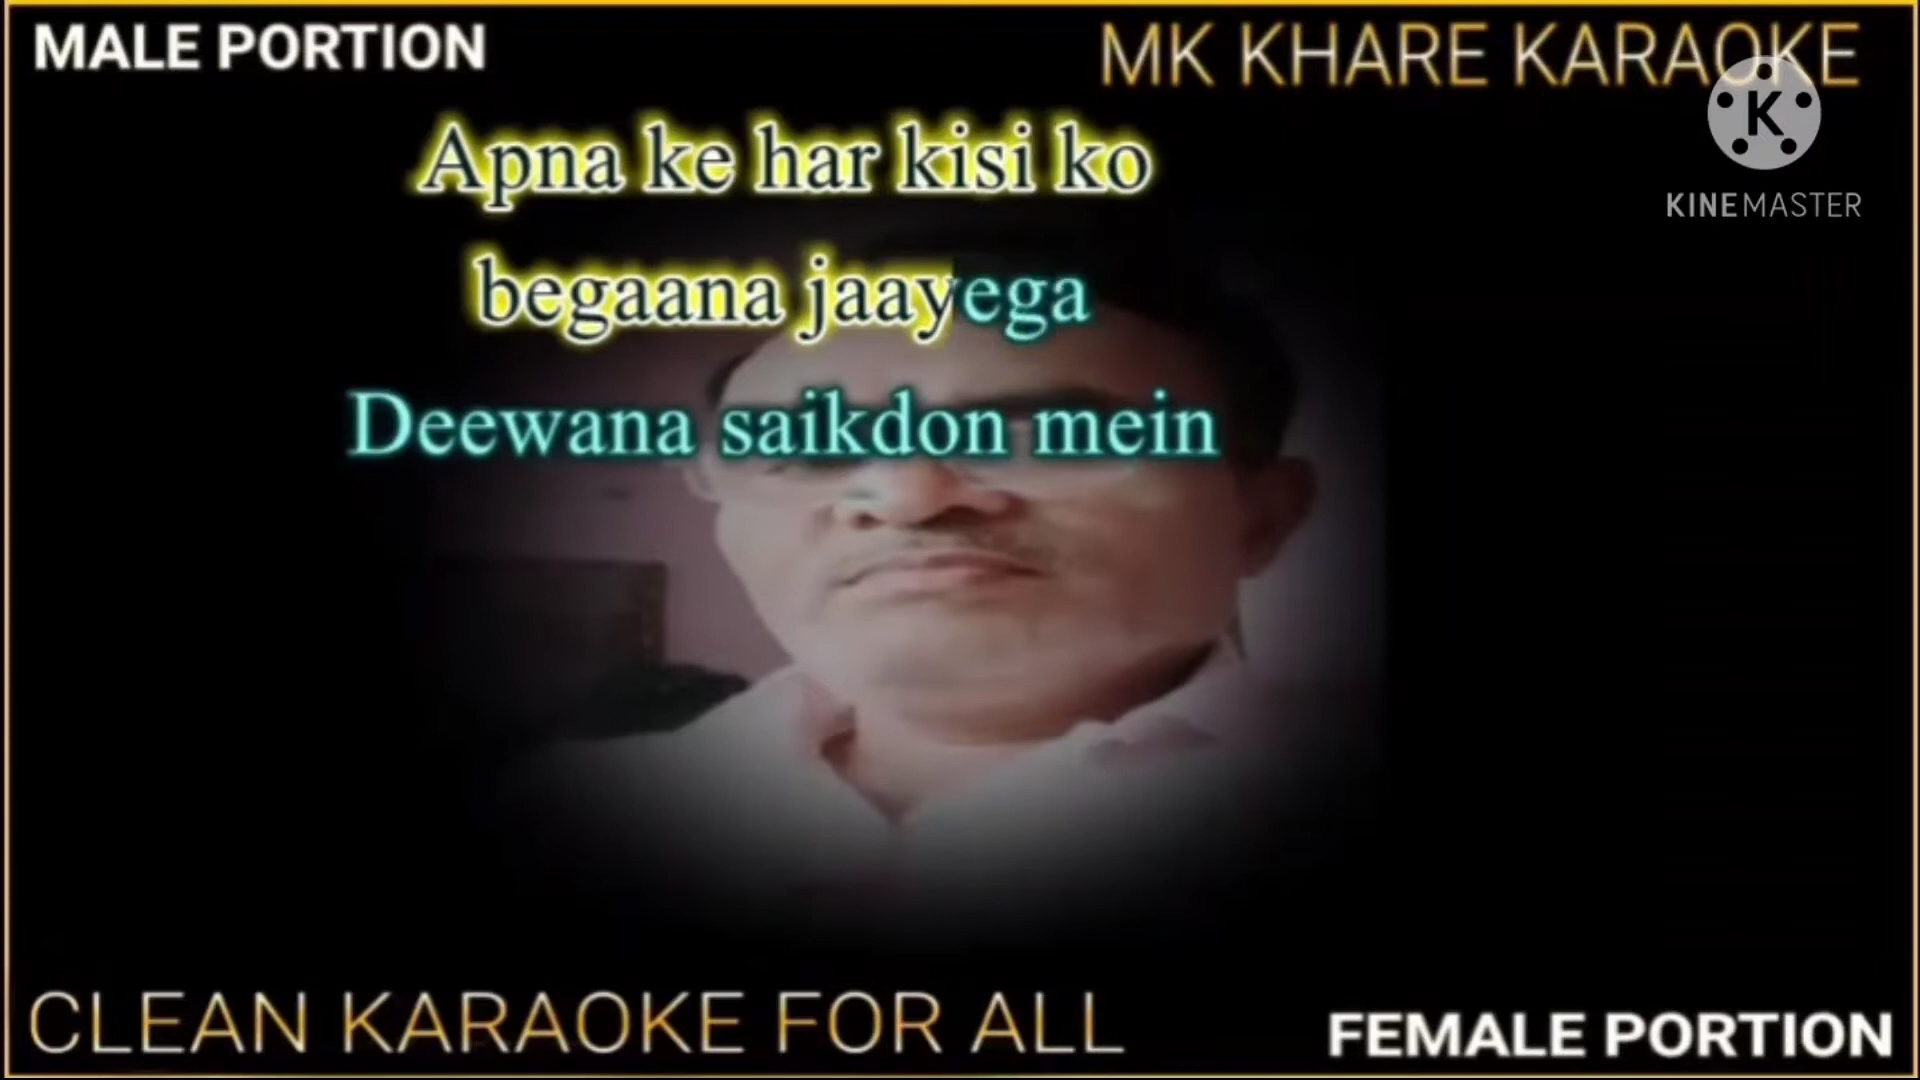 MALE PORTION
MK KHARE KARAOKE
K
KINEMASTER
Apna ke har kisi ko
begaana jaayega
Deewana saikdon mein
CLEAN KARAOKE FOR ALL
FEMALE PORTION